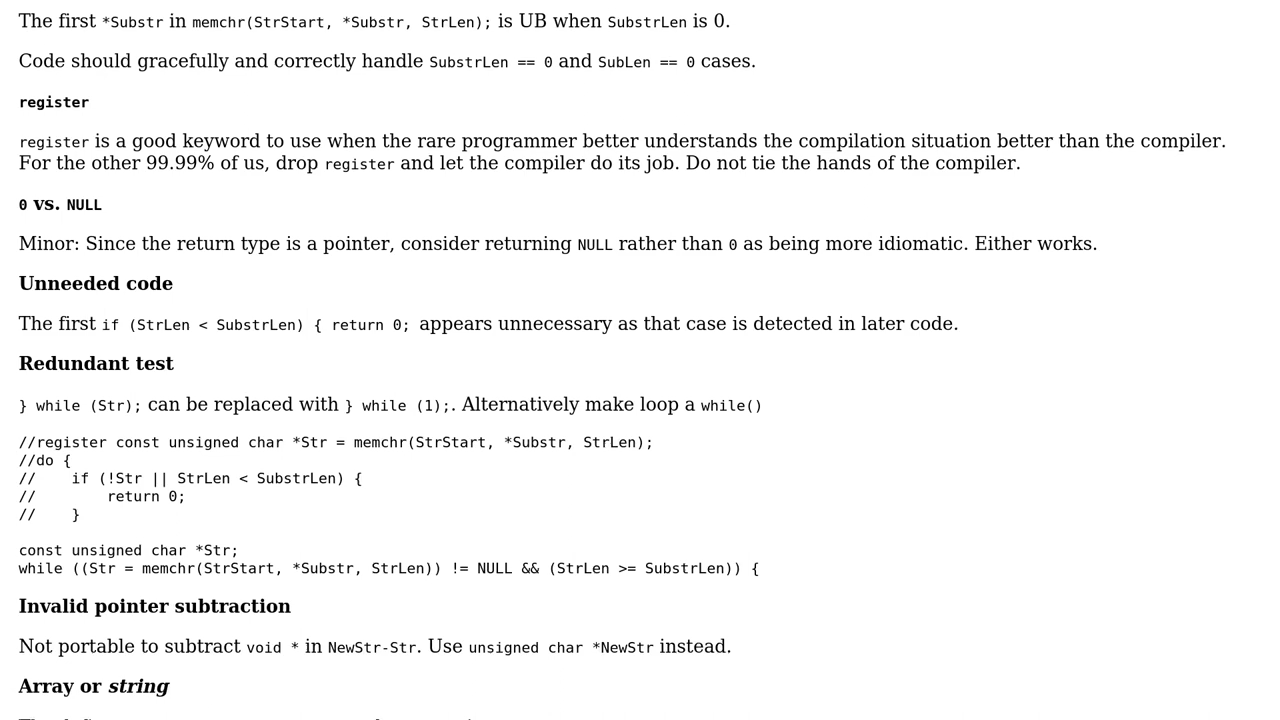 The first *Substr in memchr(StrStart, *Substr, StrLen); is UB when SubstrLen is 0.
Code should gracefully and correctly handle SubstrLen == 0 and SubLen == 0 cases.
register
register is a good keyword to use when the rare programmer better understands the compilation situation better than the compiler.
For the other 99.99% of us, drop register and let the compiler do its job. Do not tie the hands of the compiler.
0 vs. NULL
Minor: Since the return type is a pointer, consider returning NULL rather than 0 as being more idiomatic. Either works.
Unneeded code
The first if (StrLen < SubstrLen) { return 0; appears unnecessary as that case is detected in later code.
Redundant test
} while (Str); can be replaced with } while (1);. Alternatively make loop a while()
//register const unsigned char *Str = memchr(StrStart, *Substr, StrLen);
//do {
//    if (!Str || StrLen < SubstrLen) {
//        return 0;
//    }
const unsigned char *Str;
while ((Str = memchr(StrStart, *Substr, StrLen)) != NULL && (StrLen >= SubstrLen)) {
Invalid pointer subtraction
Not portable to subtract void * in NewStr-Str. Use unsigned char *NewStr instead.
Array or string